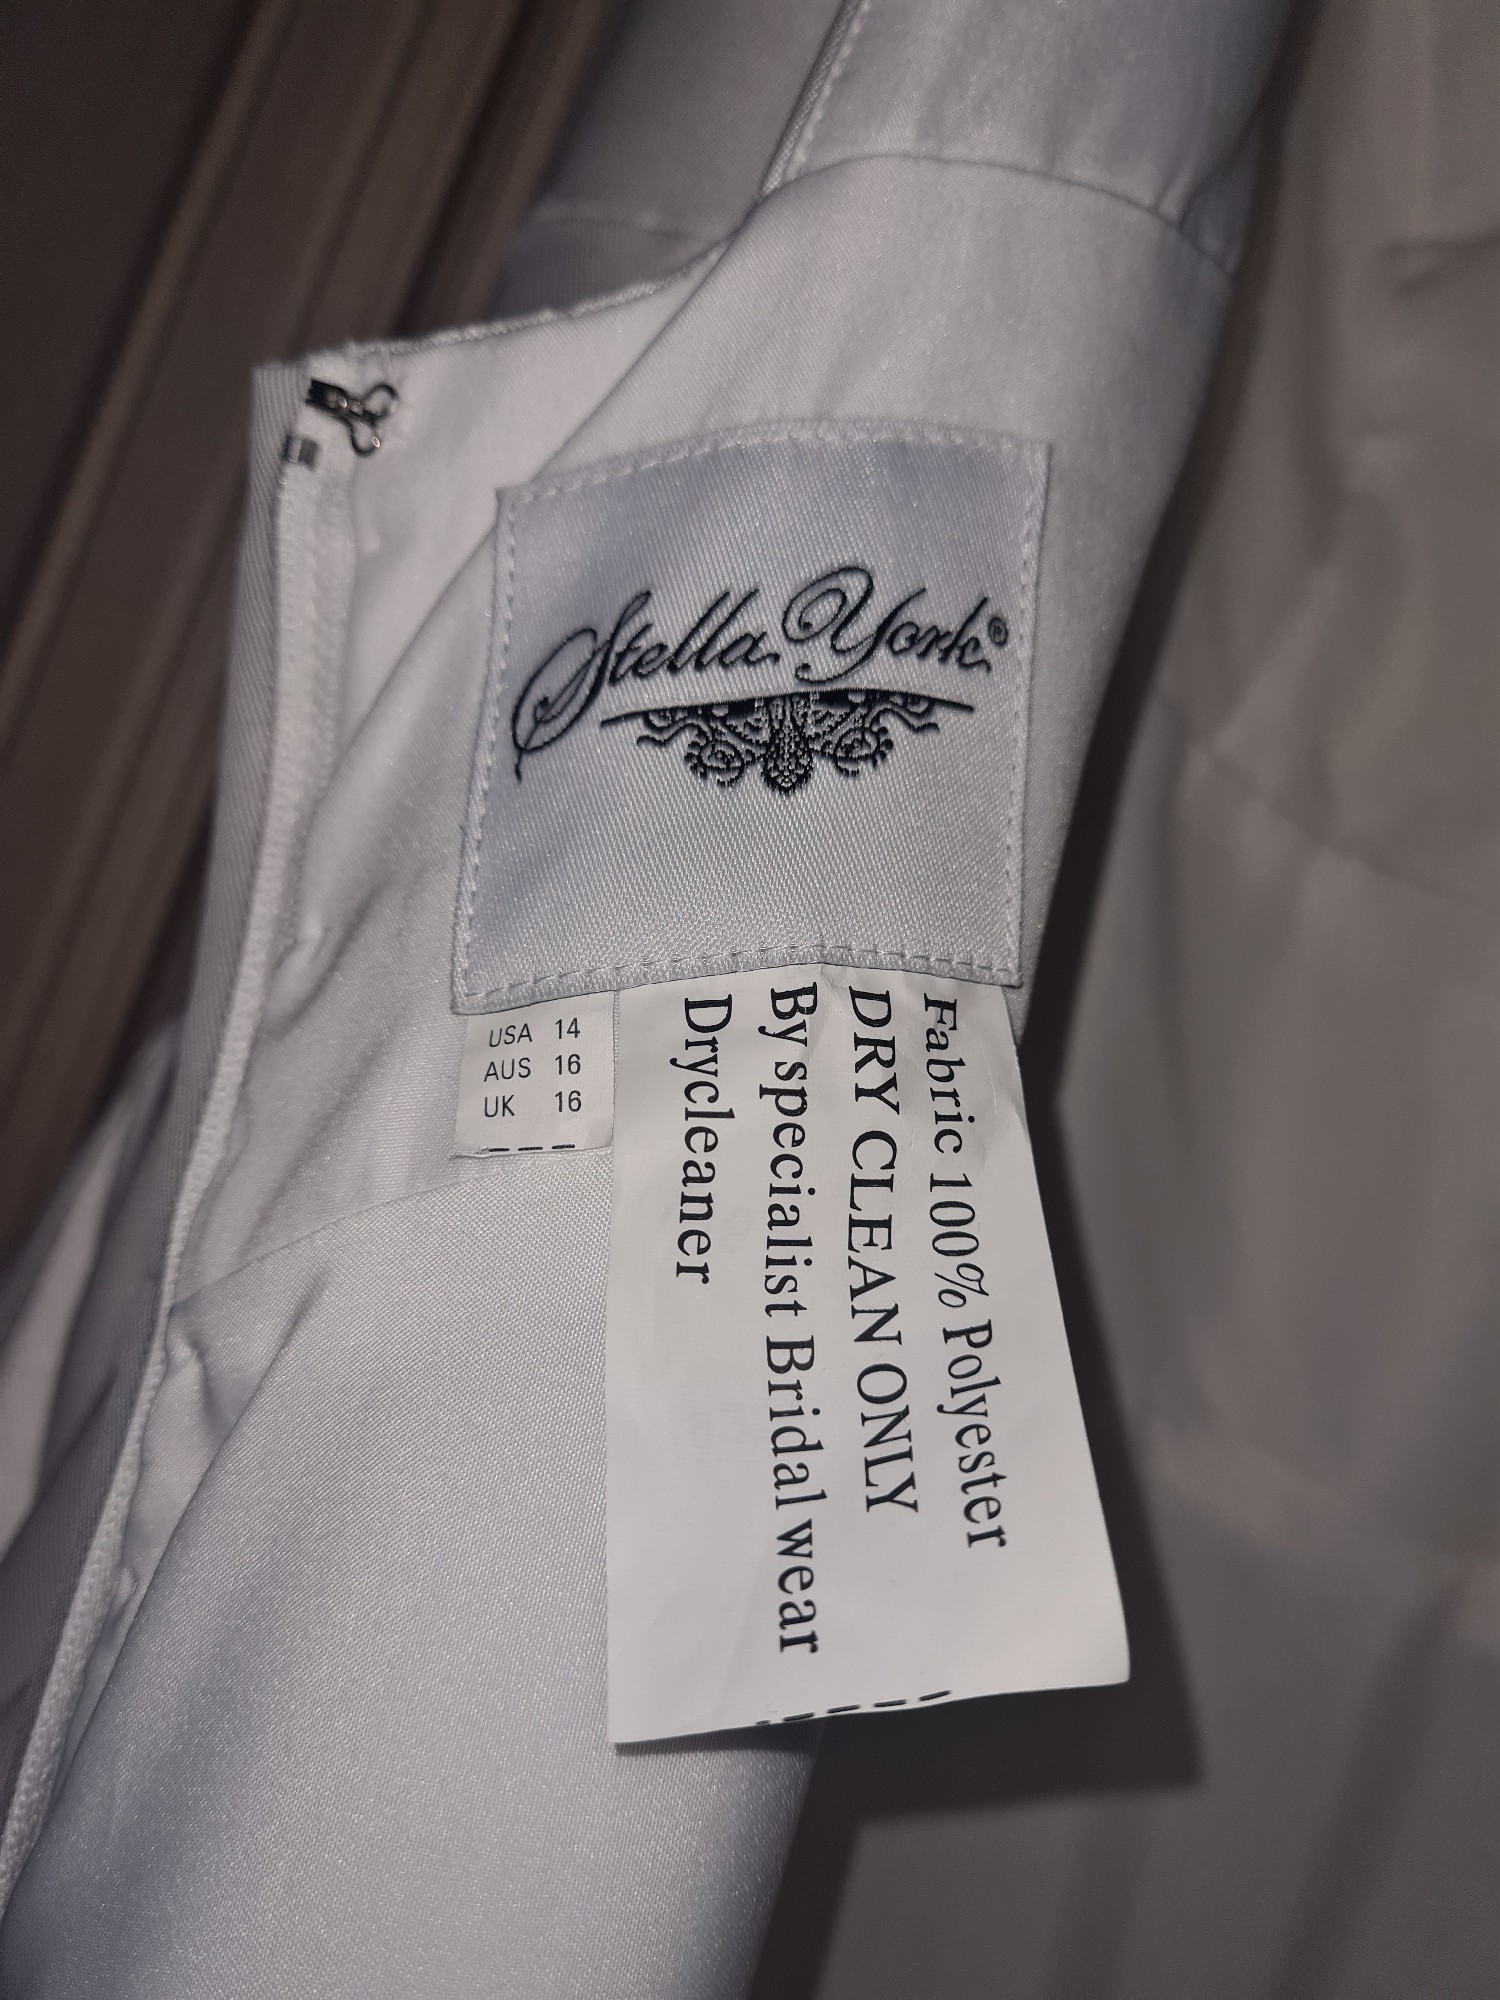 Stella York®
USA 14
AUS 16
UK 16
Fabric 100% Polyester
DRY CLEAN ONLY
By specialist Bridal wear
Drycleaner